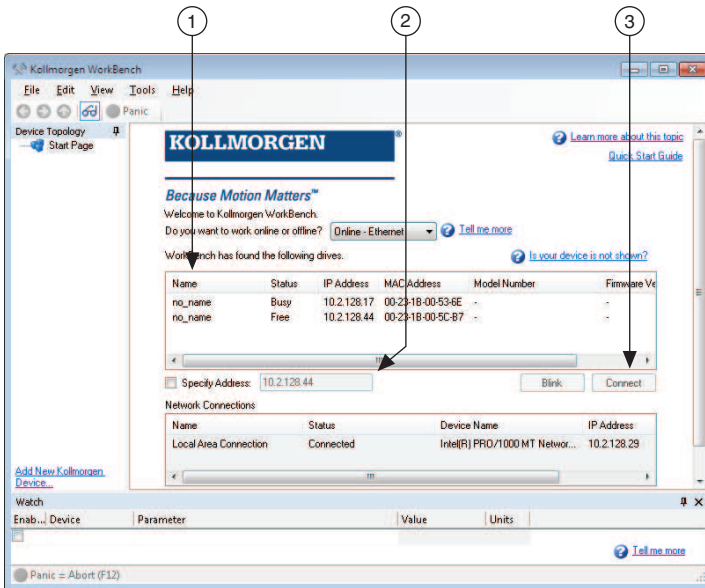 1 2 3
Kollmorgen WorkBench
File Edit View Tools Help
Panic
Device Topology
Start Page
KOLLMORGEN®
Learn more about this topic
Quick Start Guide
Because Motion Matters™
Welcome to Kollmorgen WorkBench.
Do you want to work online or offline? Online - Ethernet Tell me more
WorkBench has found the following drives. Is your device is not shown?
Name Status IP Address MAC Address Model Number Firmware Ve
no_name Busy 10.2.128.17 00-23-1B-00-53-6E - -
no_name Free 10.2.128.44 00-23-1B-00-5C-B7 - -
Specify Address: 10.2.128.44 Blink Connect
Network Connections
Name Status Device Name IP Address
Local Area Connection Connected Intel(R) PRO/1000 MT Networ... 10.2.128.29
Add New Kollmorgen
Device...
Watch
Enab... Device Parameter Value Units
Tell me more
Panic = Abort (F12)